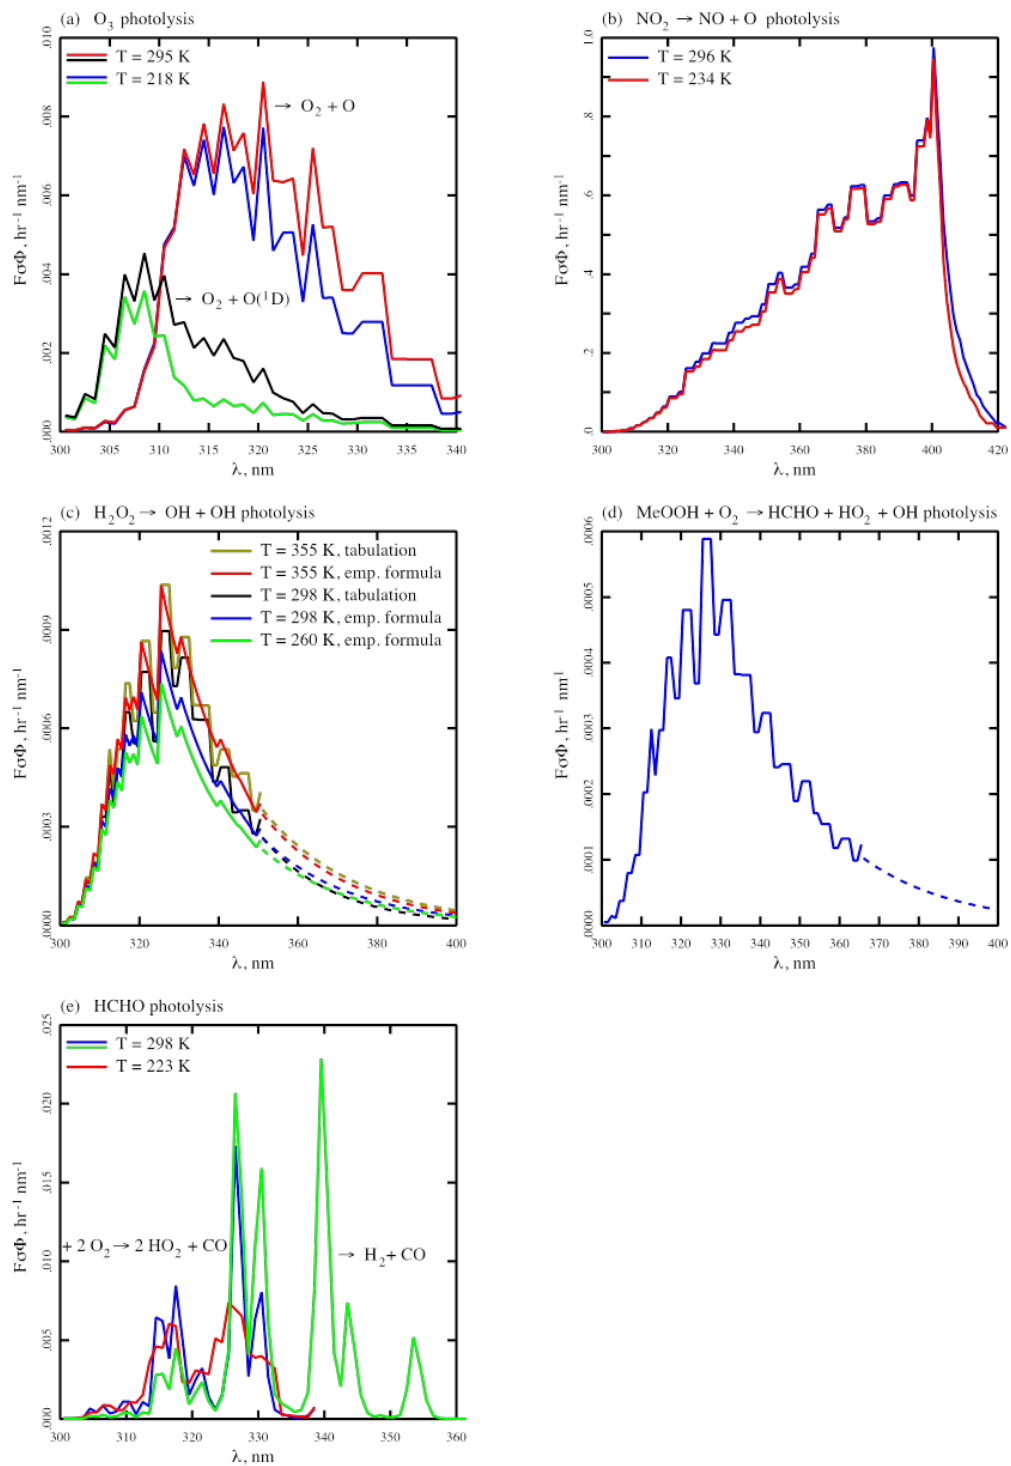 (a) O₃ photolysis
.010
.008
.006
.004
.002
.000
FσΦ, hr⁻¹ nm⁻¹
T = 295 K
T = 218 K
→ O₂ + O
→ O₂ + O(¹D)
300 305 310 315 320 325 330 335 340
λ, nm
(b) NO₂ → NO + O photolysis
1.0
.8
.6
.4
.2
.0
FσΦ, hr⁻¹ nm⁻¹
T = 296 K
T = 234 K
300 320 340 360 380 400 420
λ, nm
(c) H₂O₂ → OH + OH photolysis
.0012
.0009
.0006
.0003
.0000
FσΦ, hr⁻¹ nm⁻¹
T = 355 K, tabulation
T = 355 K, emp. formula
T = 298 K, tabulation
T = 298 K, emp. formula
T = 260 K, emp. formula
300 320 340 360 380 400
λ, nm
(d) MeOOH + O₂ → HCHO + HO₂ + OH photolysis
.0006
.0005
.0004
.0003
.0002
.0001
.0000
FσΦ, hr⁻¹ nm¹
300 310 320 330 340 350 360 370 380 390 400
λ, nm
(e) HCHO photolysis
.025
.020
.015
.010
.005
.000
FσΦ, hr⁻¹ nm⁻¹
T = 298 K
T = 223 K
+ 2 O₂ → 2 HO₂ + CO
→ H₂ + CO
300 310 320 330 340 350 360
λ, nm